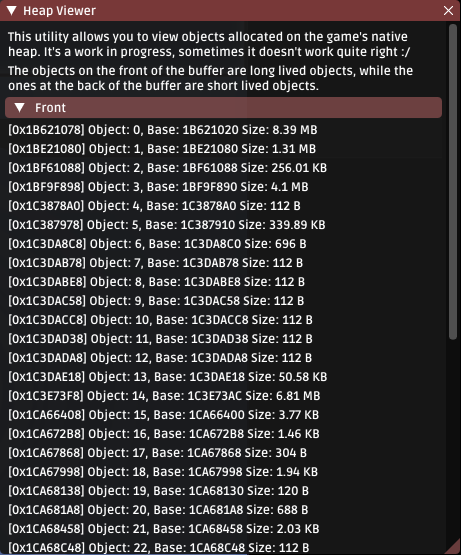 Heap Viewer
This utility allows you to view objects allocated on the game's native
heap. It's a work in progress, sometimes it doesn't work quite right :/
The objects on the front of the buffer are long lived objects, while the
ones at the back of the buffer are short lived objects.
Front
[0x1B621078] Object: 0, Base: 1B621020 Size: 8.39 MB
[0x1BE21080] Object: 1, Base: 1BE21080 Size: 1.31 MB
[0x1BF61088] Object: 2, Base: 1BF61088 Size: 256.01 KB
[0x1BF9F898] Object: 3, Base: 1BF9F890 Size: 4.1 MB
[0x1C3878A0] Object: 4, Base: 1C3878A0 Size: 112 B
[0x1C387978] Object: 5, Base: 1C387910 Size: 339.89 KB
[0x1C3DA8C8] Object: 6, Base: 1C3DA8C0 Size: 696 B
[0x1C3DAB78] Object: 7, Base: 1C3DAB78 Size: 112 B
[0x1C3DABE8] Object: 8, Base: 1C3DABE8 Size: 112 B
[0x1C3DAC58] Object: 9, Base: 1C3DAC58 Size: 112 B
[0x1C3DACC8] Object: 10, Base: 1C3DACC8 Size: 112 B
[0x1C3DAD38] Object: 11, Base: 1C3DAD38 Size: 112 B
[0x1C3DADA8] Object: 12, Base: 1C3DADA8 Size: 112 B
[0x1C3DAE18] Object: 13, Base: 1C3DAE18 Size: 50.58 KB
[0x1C3E73F8] Object: 14, Base: 1C3E73AC Size: 6.81 MB
[0x1CA66408] Object: 15, Base: 1CA66400 Size: 3.77 KB
[0x1CA672B8] Object: 16, Base: 1CA672B8 Size: 1.46 KB
[0x1CA67868] Object: 17, Base: 1CA67868 Size: 304 B
[0x1CA67998] Object: 18, Base: 1CA67998 Size: 1.94 KB
[0x1CA68138] Object: 19, Base: 1CA68130 Size: 120 B
[0x1CA681A8] Object: 20, Base: 1CA681A8 Size: 688 B
[0x1CA68458] Object: 21, Base: 1CA68458 Size: 2.03 KB
[0x1CA68C48] Object: 22, Base: 1CA68C48 Size: 112 B